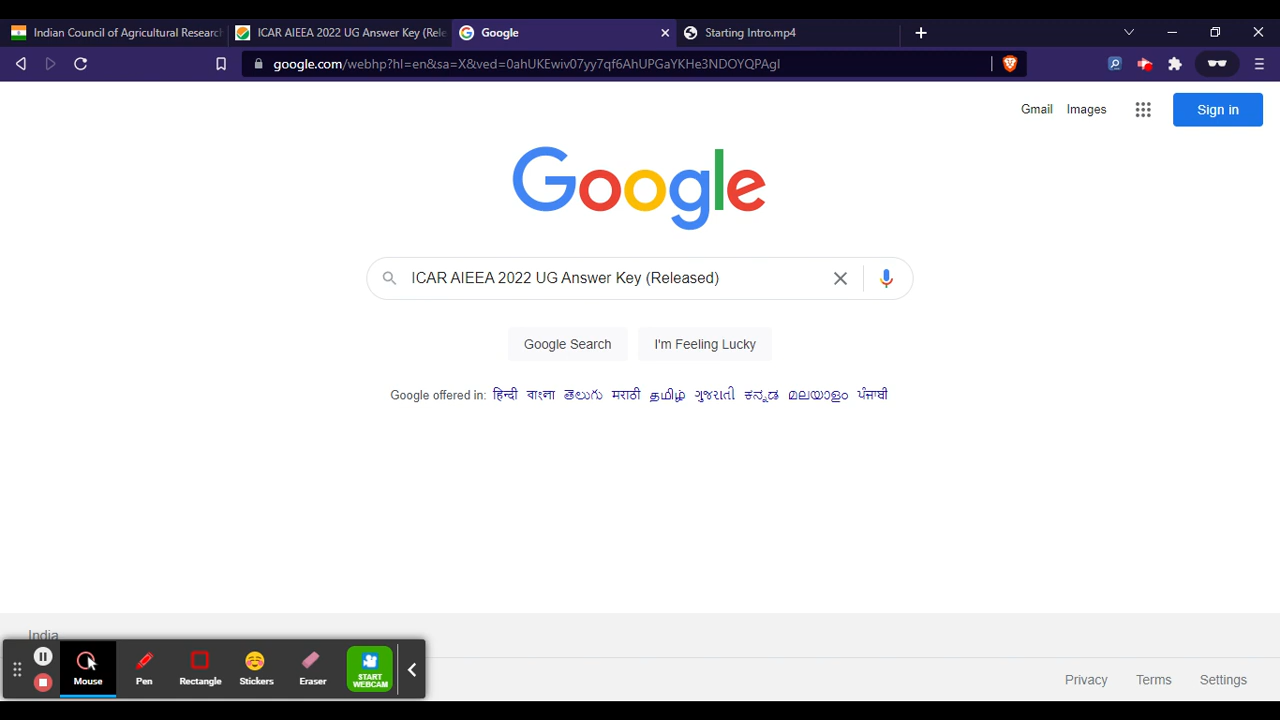 Indian Council of Agricultural Researc
ICAR AIEEA 2022 UG Answer Key (Rele
Google
Starting Intro.mp4
google.com/webhp?hl=en&sa=X&ved=0ahUKEwiv07yy7qf6AhUPGaYKHe3NDOYQPAgI
Gmail Images
Sign in
Google
ICAR AIEEA 2022 UG Answer Key (Released)
Google Search
I'm Feeling Lucky
Google offered in: हिन्दी বাংলা తెలుగు मराठी தமிழ் ગુજરાતી ಕನ್ನಡ മലയാളം ਪੰਜਾਬੀ
India
Mouse
Pen
Rectangle
Stickers
Eraser
START
WEBCAM
Privacy Terms Settings